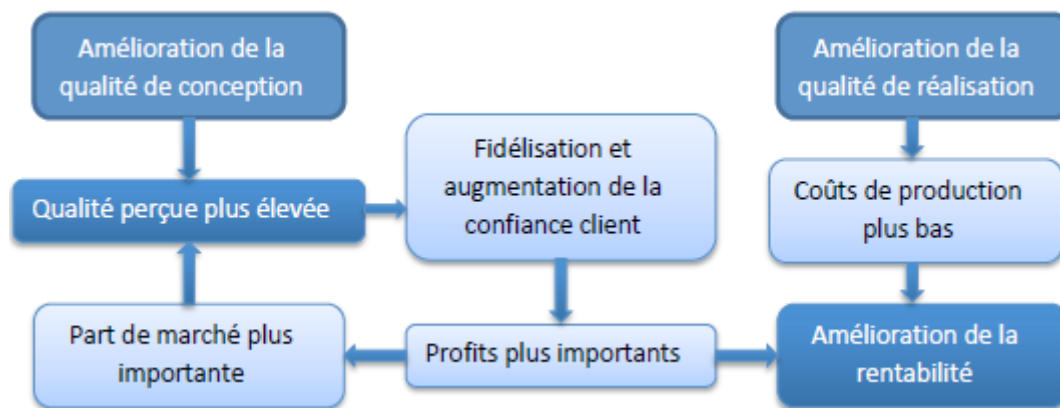 Amélioration de la
qualité de conception
Amélioration de la
qualité de réalisation
Fidélisation et
augmentation de la
confiance client
Qualité perçue plus élevée
Coûts de production
plus bas
Part de marché plus
importante
Profits plus importants
Amélioration de la
rentabilité